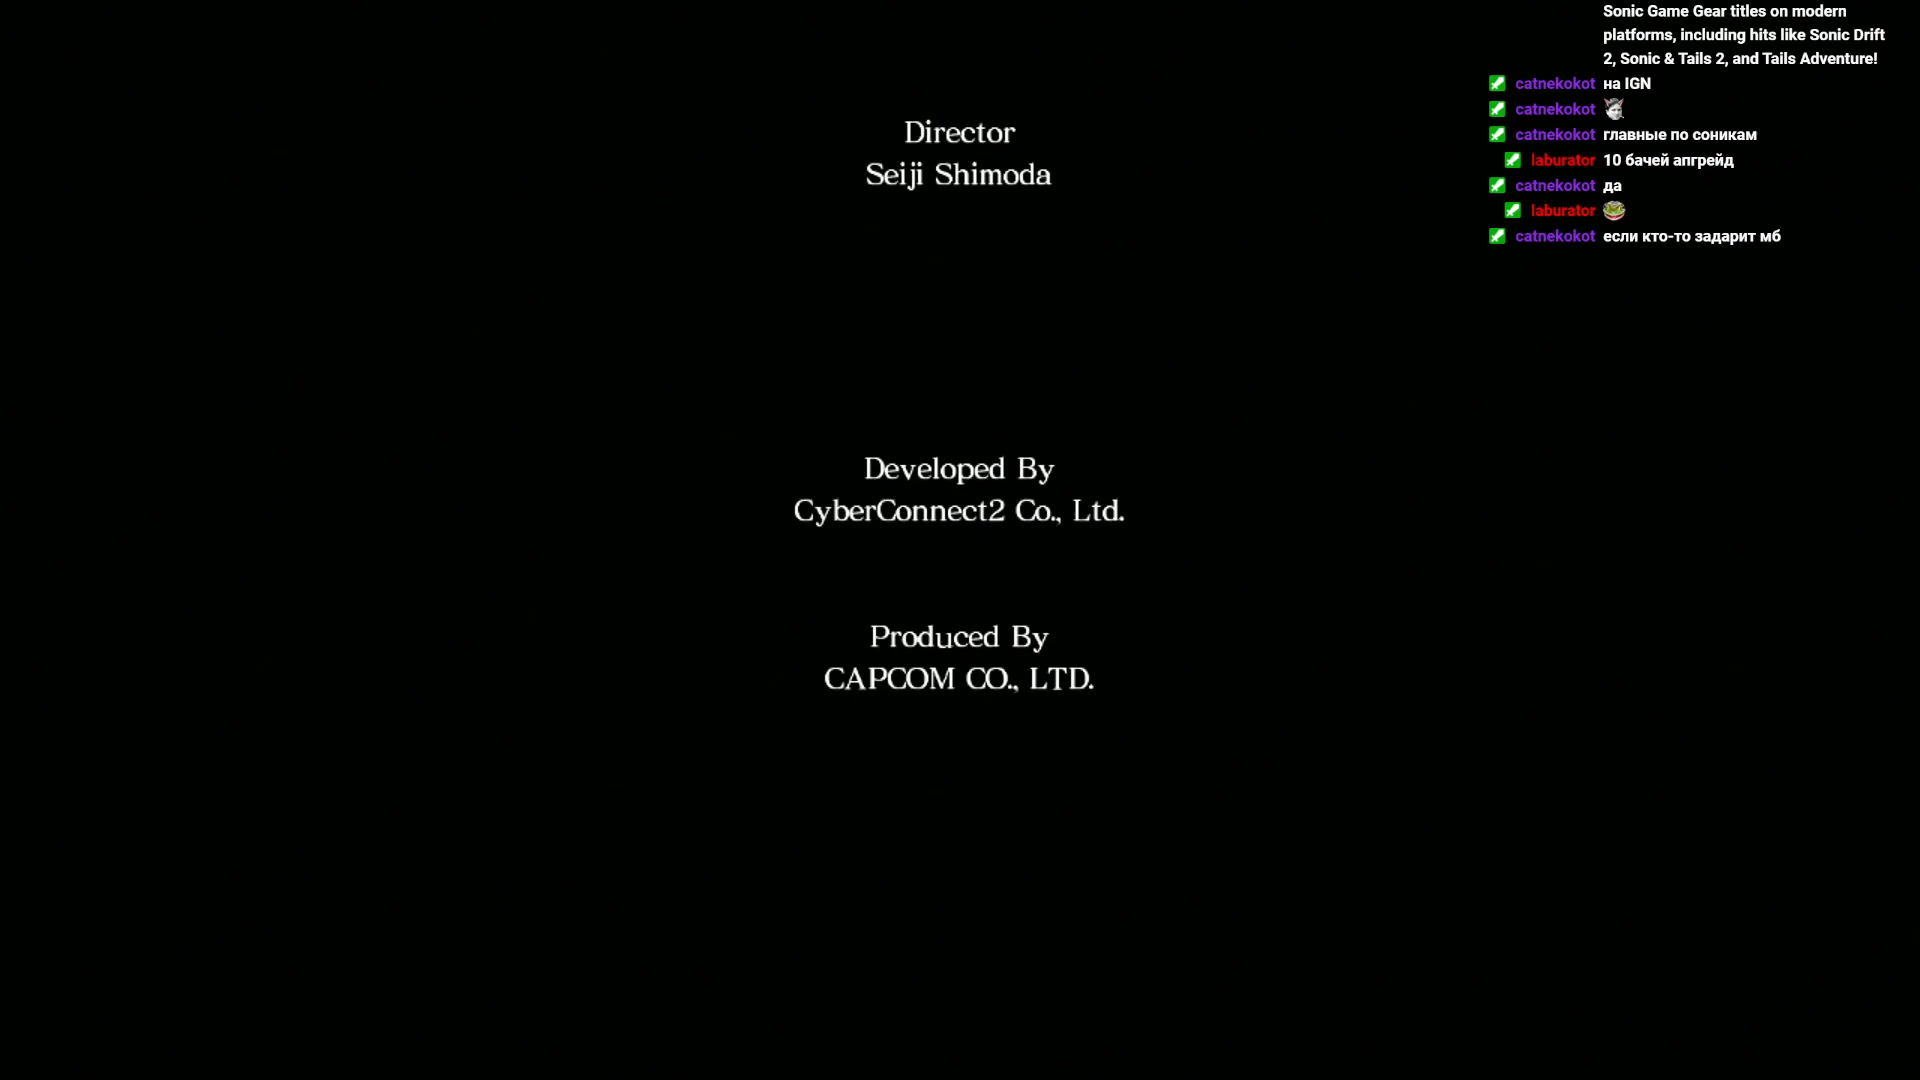 Director
Seiji Shimoda
Developed By
CyberConnect2 Co., Ltd.
Produced By
CAPCOM CO., LTD.
Sonic Game Gear titles on modern
platforms, including hits like Sonic Drift
2, Sonic & Tails 2, and Tails Adventure!
catnekokot на IGN
catnekokot
catnekokot главные по соникам
laburator 10 бачей апгрейд
catnekokot да
laburator
catnekokot если кто-то задарит мб